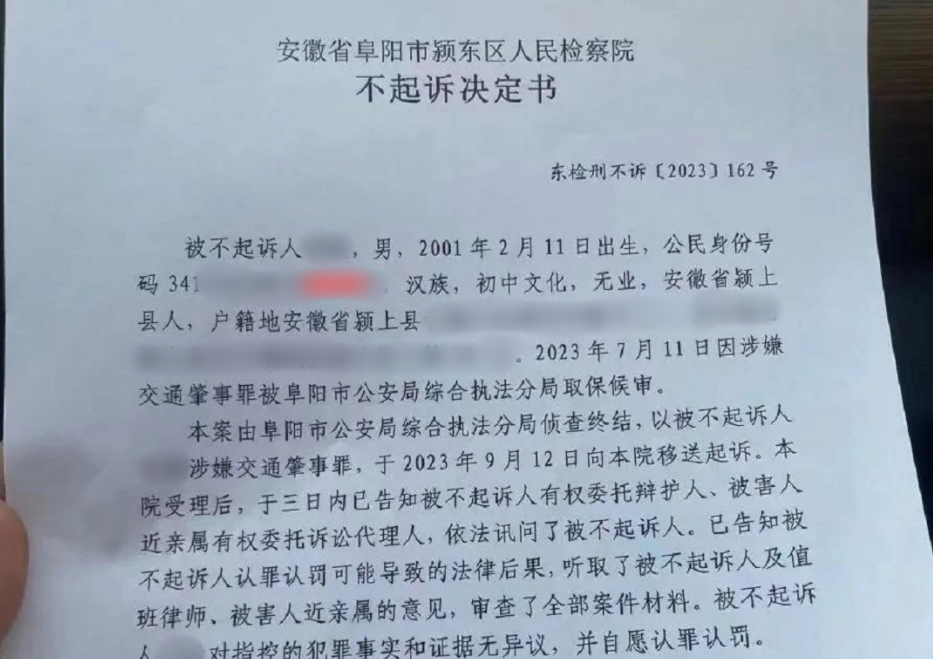 安徽省阜阳市颍东区人民检察院
不起诉决定书
东检刑不诉〔2023〕162号
被不起诉人 ，男，2001年2月11日出生，公民身份号
码341 ，汉族，初中文化，无业，安徽省颍上
县人，户籍地安徽省颍上县
。2023年7月11日因涉嫌
交通肇事罪被阜阳市公安局综合执法分局取保候审。
本案由阜阳市公安局综合执法分局侦查终结，以被不起诉人
涉嫌交通肇事罪，于2023年9月12日向本院移送起诉。本
院受理后，于三日内已告知被不起诉人有权委托辩护人、被害人
近亲属有权委托诉讼代理人，依法讯问了被不起诉人。已告知被
不起诉人认罪认罚可能导致的法律后果，听取了被不起诉人及值
班律师、被害人近亲属的意见，审查了全部案件材料。被不起诉
人 对指控的犯罪事实和证据无异议，并自愿认罪认罚。